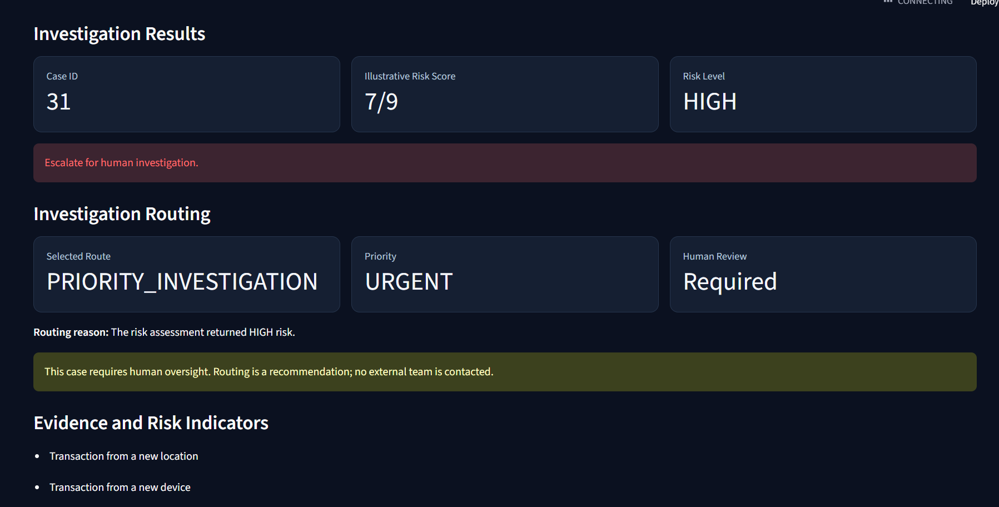 CONNECTING
Deploy
Investigation Results
Case ID
31
Illustrative Risk Score
7/9
Risk Level
HIGH
Escalate for human investigation.
Investigation Routing
Selected Route
PRIORITY_INVESTIGATION
Priority
URGENT
Human Review
Required
Routing reason: The risk assessment returned HIGH risk.
This case requires human oversight. Routing is a recommendation; no external team is contacted.
Evidence and Risk Indicators
• Transaction from a new location
• Transaction from a new device